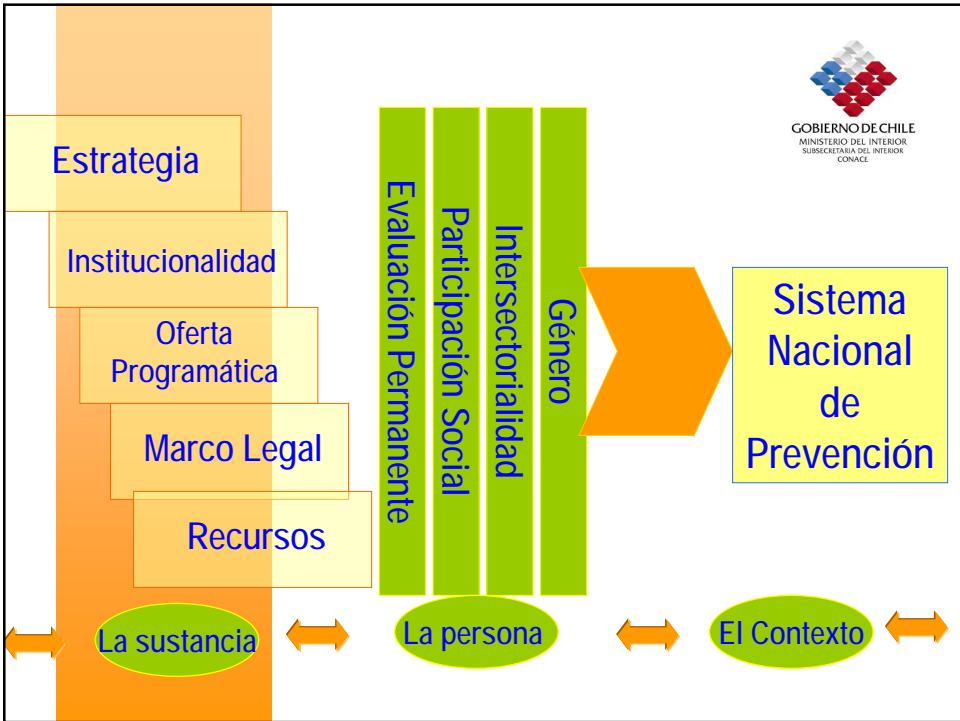 GOBIERNO DE CHILE
MINISTERIO DEL INTERIOR
SUBSECRETARIA DEL INTERIOR
CONACE
Estrategia
Institucionalidad
Oferta
Programática
Marco Legal
Recursos
Evaluación Permanente
Participación Social
Intersectorialidad
Género
Sistema
Nacional
de
Prevención
La sustancia
La persona
El Contexto